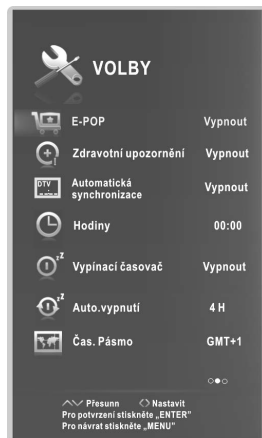 VOLBY
E-POP Vypnout
Zdravotní upozornění Vypnout
DTV
Automatická
synchronizace Vypnout
Hodiny 00:00
Vypínací časovač Vypnout
Auto.vypnutí 4 H
Čas. Pásmo GMT+1
Přesunn Nastavit
Pro potvrzení stiskněte „ENTER"
Pro návrat stiskněte „MENU"